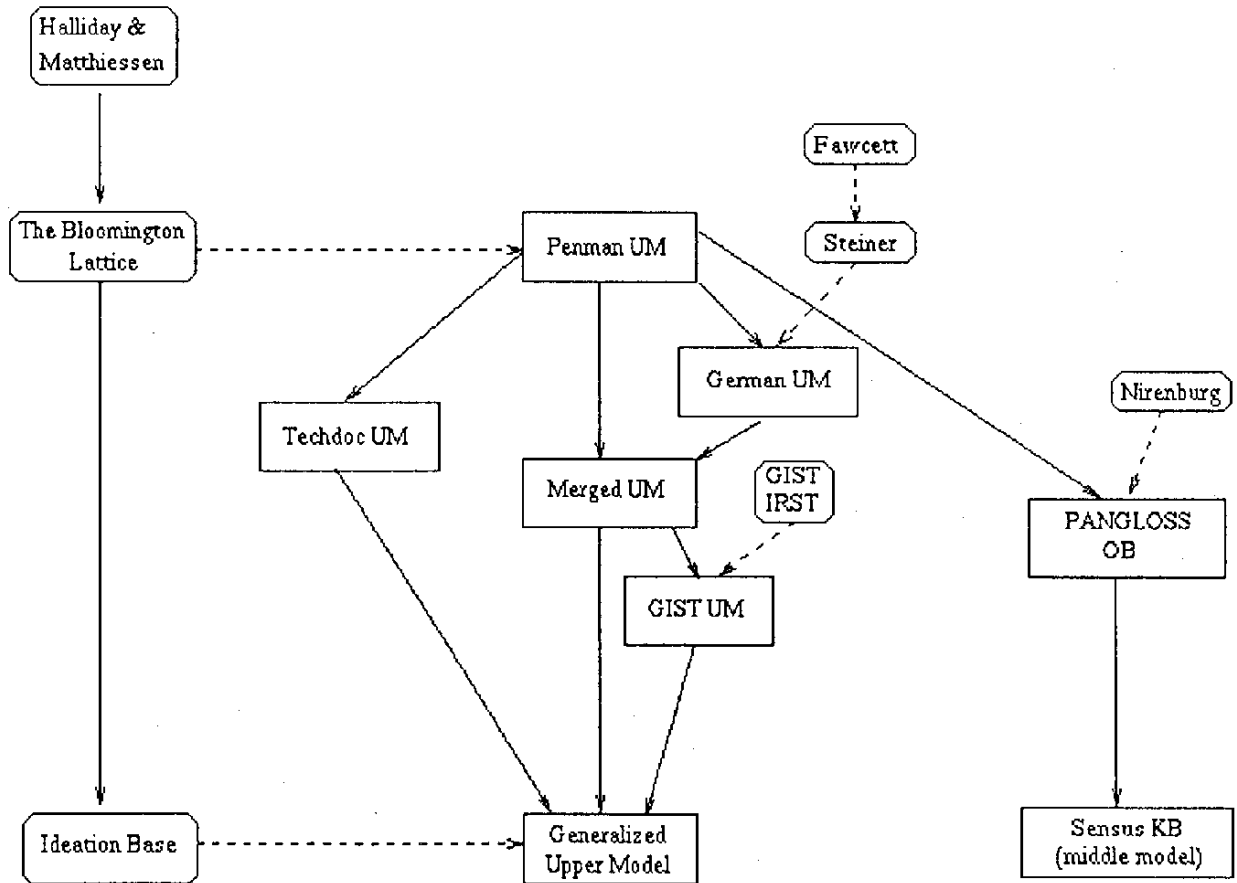 Halliday &
Matthiessen
Fawcett
The Bloomington
Lattice
Penman UM
Steiner
German UM
Nirenburg
Techdoc UM
Merged UM
GIST
IRST
PANGLOSS
OB
GIST UM
Ideation Base
Generalized
Upper Model
Sensus KB
(middle model)